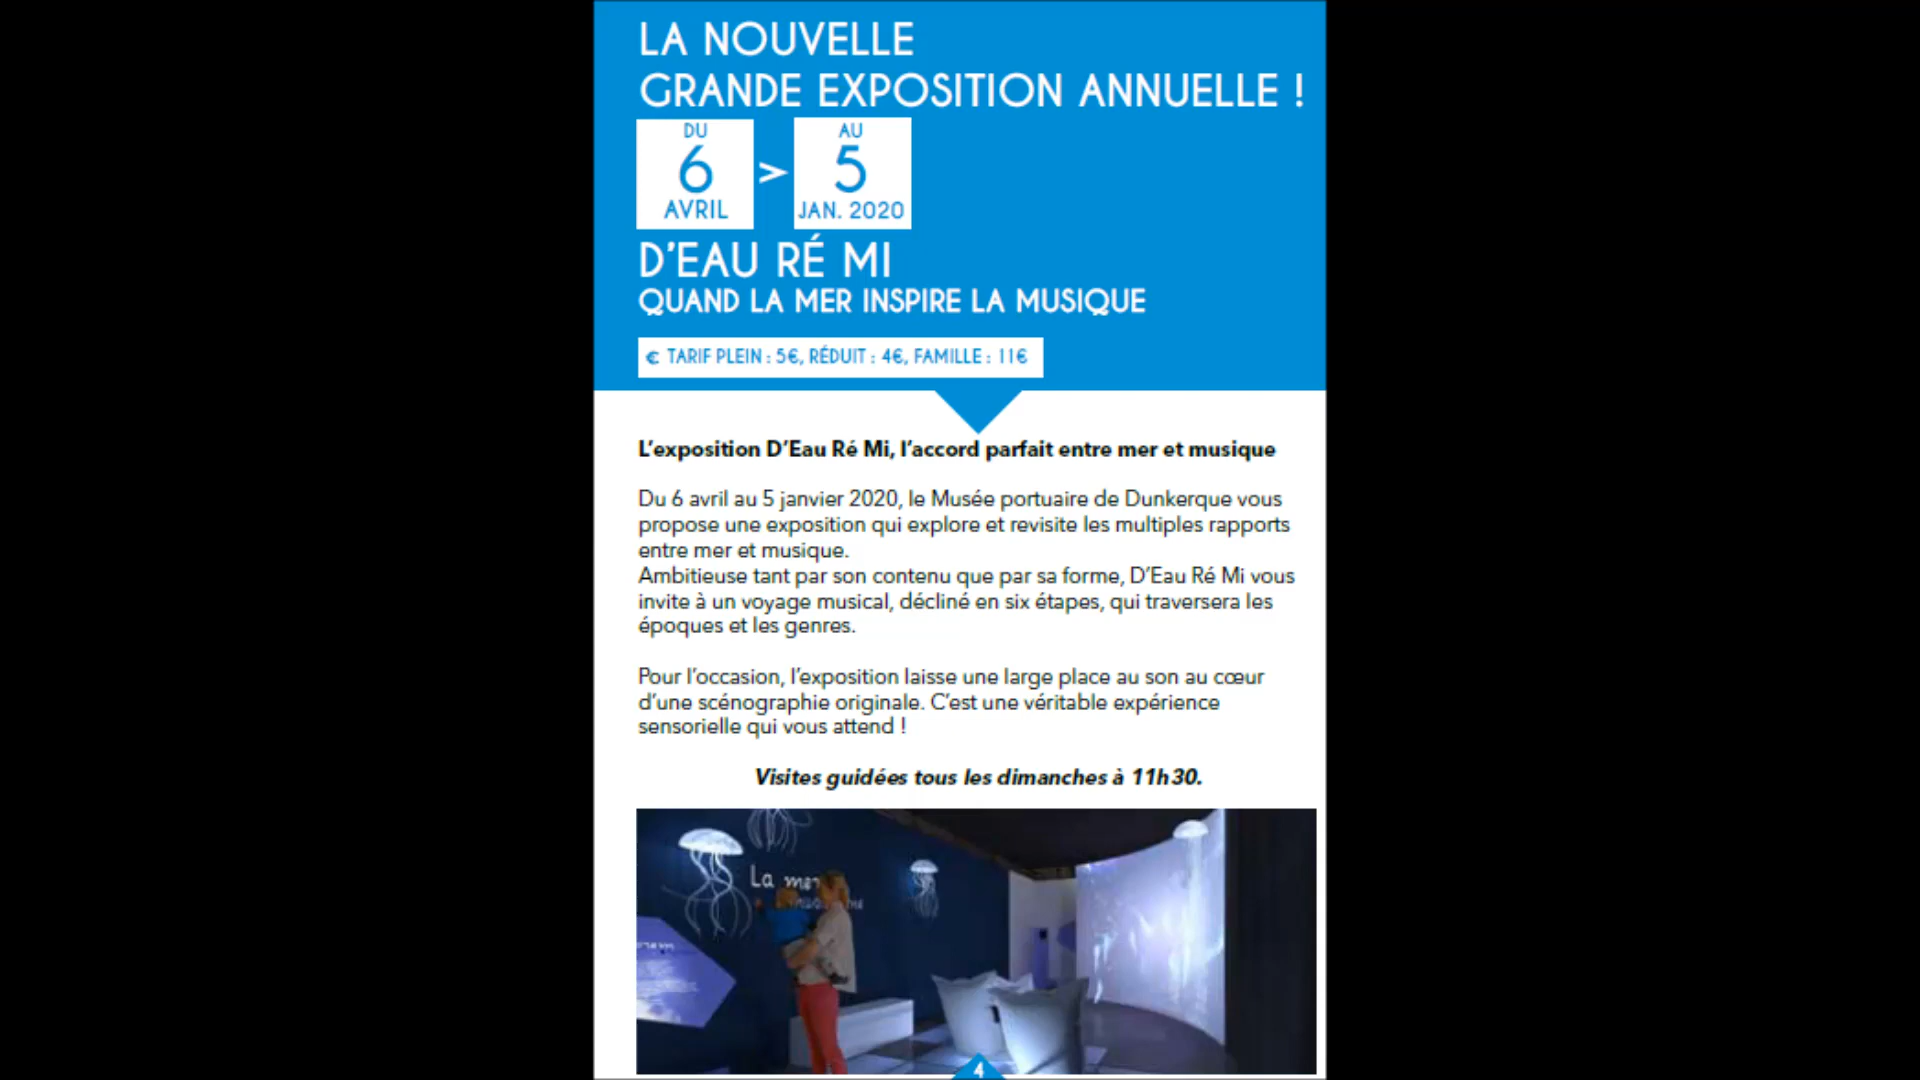 LA NOUVELLE
GRANDE EXPOSITION ANNUELLE !
DU
6
AVRIL
>
AU
5
JAN. 2020
D'EAU RÉ MI
QUAND LA MER INSPIRE LA MUSIQUE
€ TARIF PLEIN : 5€, RÉDUIT : 4€, FAMILLE : 11€
L'exposition D'Eau Ré Mi, l'accord parfait entre mer et musique
Du 6 avril au 5 janvier 2020, le Musée portuaire de Dunkerque vous
propose une exposition qui explore et revisite les multiples rapports
entre mer et musique.
Ambitieuse tant par son contenu que par sa forme, D'Eau Ré Mi vous
invite à un voyage musical, décliné en six étapes, qui traversera les
époques et les genres.
Pour l'occasion, l'exposition laisse une large place au son au cœur
d'une scénographie originale. C'est une véritable expérience
sensorielle qui vous attend !
Visites guidées tous les dimanches à 11h30.
La mer
4